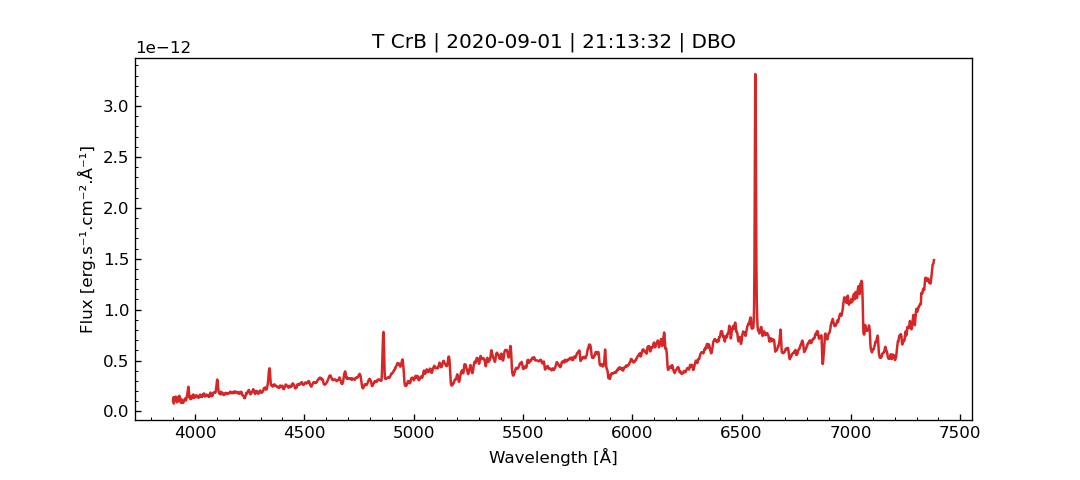 T CrB | 2020-09-01 | 21:13:32 | DBO
1e−12
3.0
2.5
2.0
1.5
1.0
0.5
0.0
Flux [erg.s⁻¹.cm⁻².Å⁻¹]
4000 4500 5000 5500 6000 6500 7000 7500
Wavelength [Å]